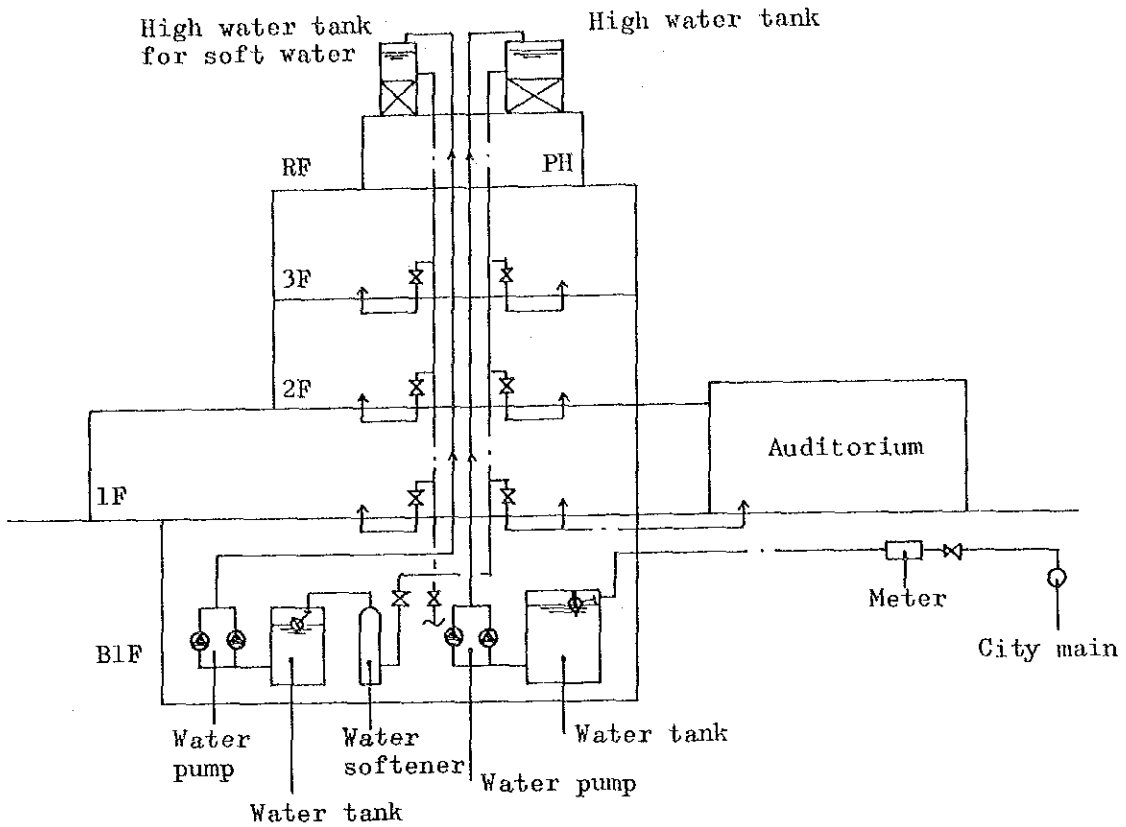 High water tank
for soft water
High water tank
RF
PH
3F
2F
Auditorium
1F
Meter
City main
B1F
Water
pump
Water
softener
Water tank
Water pump
Water tank